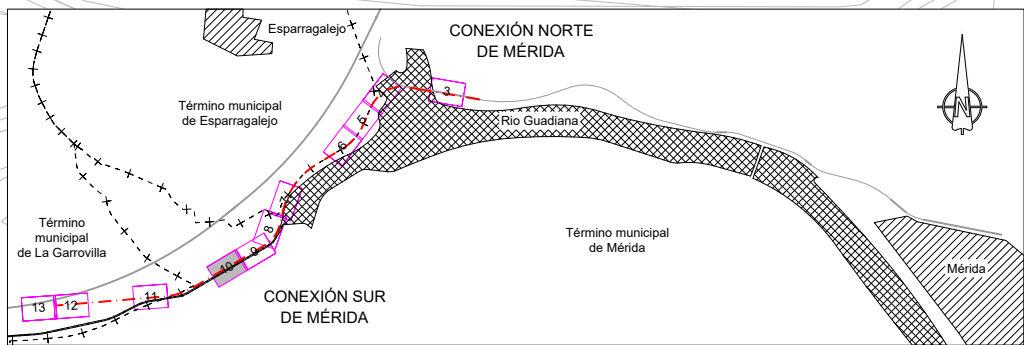 Esparragalejo
CONEXIÓN NORTE
DE MÉRIDA
Término municipal
de Esparragalejo
3
N
Rio Guadiana
5
6
7
8
9
10
11
12
13
Término
municipal
de La Garrovilla
Término municipal
de Mérida
Mérida
CONEXIÓN SUR
DE MÉRIDA